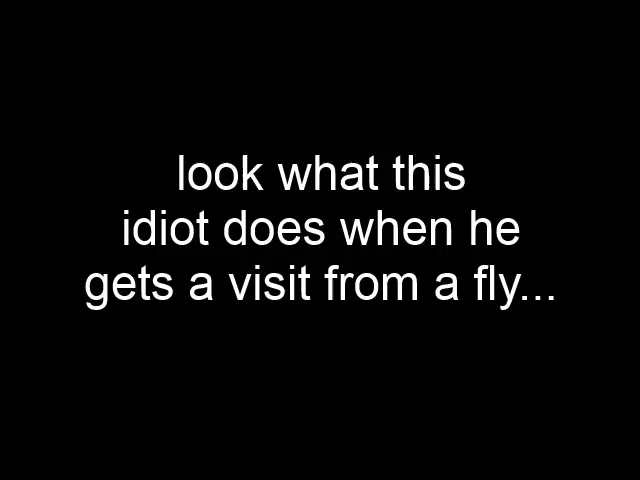 look what this
idiot does when he
gets a visit from a fly...